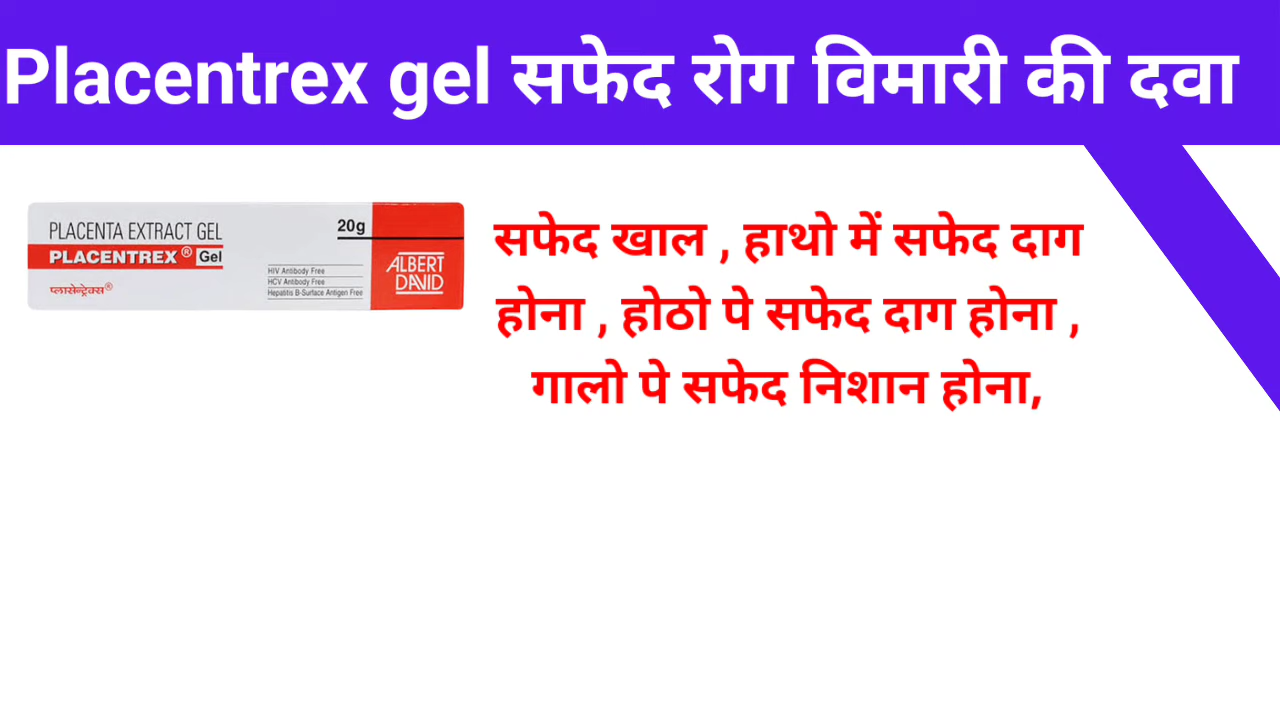 Placentrex gel सफेद रोग विमारी की दवा
PLACENTA EXTRACT GEL
PLACENTREX® Gel
प्लासेन्ट्रेक्स®
20g
HIV Antibody Free
HCV Antibody Free
Hepatitis B-Surface Antigen Free
ALBERT
DAVID
सफेद खाल , हाथो में सफेद दाग
होना , होठो पे सफेद दाग होना ,
गालो पे सफेद निशान होना,